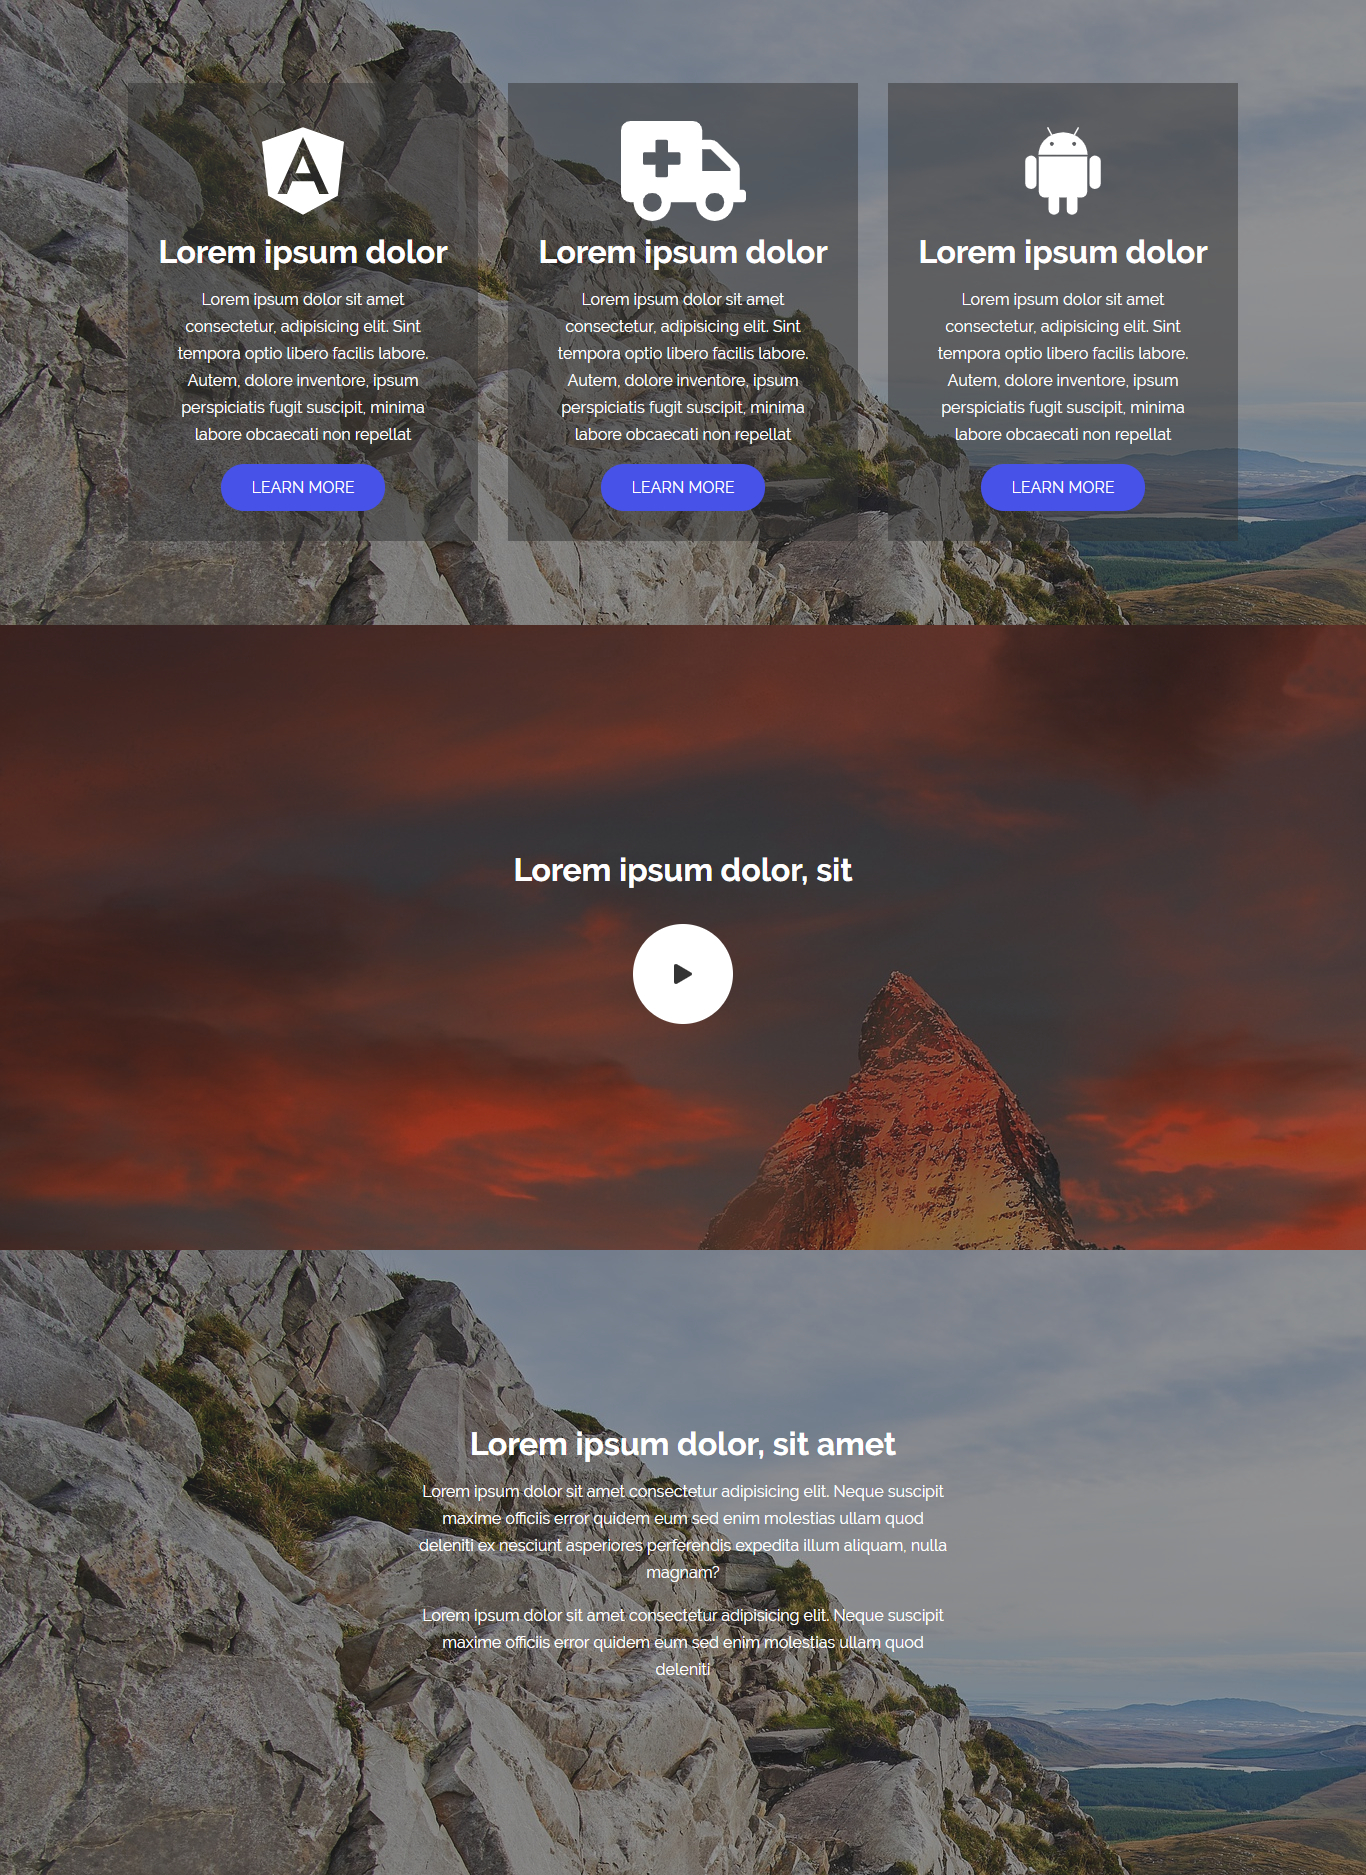 Lorem ipsum dolor
Lorem ipsum dolor sit amet
consectetur, adipisicing elit. Sint
tempora optio libero facilis labore.
Autem, dolore inventore, ipsum
perspiciatis fugit suscipit, minima
labore obcaecati non repellat
LEARN MORE
Lorem ipsum dolor
Lorem ipsum dolor sit amet
consectetur, adipisicing elit. Sint
tempora optio libero facilis labore.
Autem, dolore inventore, ipsum
perspiciatis fugit suscipit, minima
labore obcaecati non repellat
LEARN MORE
Lorem ipsum dolor
Lorem ipsum dolor sit amet
consectetur, adipisicing elit. Sint
tempora optio libero facilis labore.
Autem, dolore inventore, ipsum
perspiciatis fugit suscipit, minima
labore obcaecati non repellat
LEARN MORE
Lorem ipsum dolor, sit
Lorem ipsum dolor, sit amet
Lorem ipsum dolor sit amet consectetur adipisicing elit. Neque suscipit
maxime officiis error quidem eum sed enim molestias ullam quod
deleniti ex nesciunt asperiores perferendis expedita illum aliquam, nulla
magnam?
Lorem ipsum dolor sit amet consectetur adipisicing elit. Neque suscipit
maxime officiis error quidem eum sed enim molestias ullam quod
deleniti